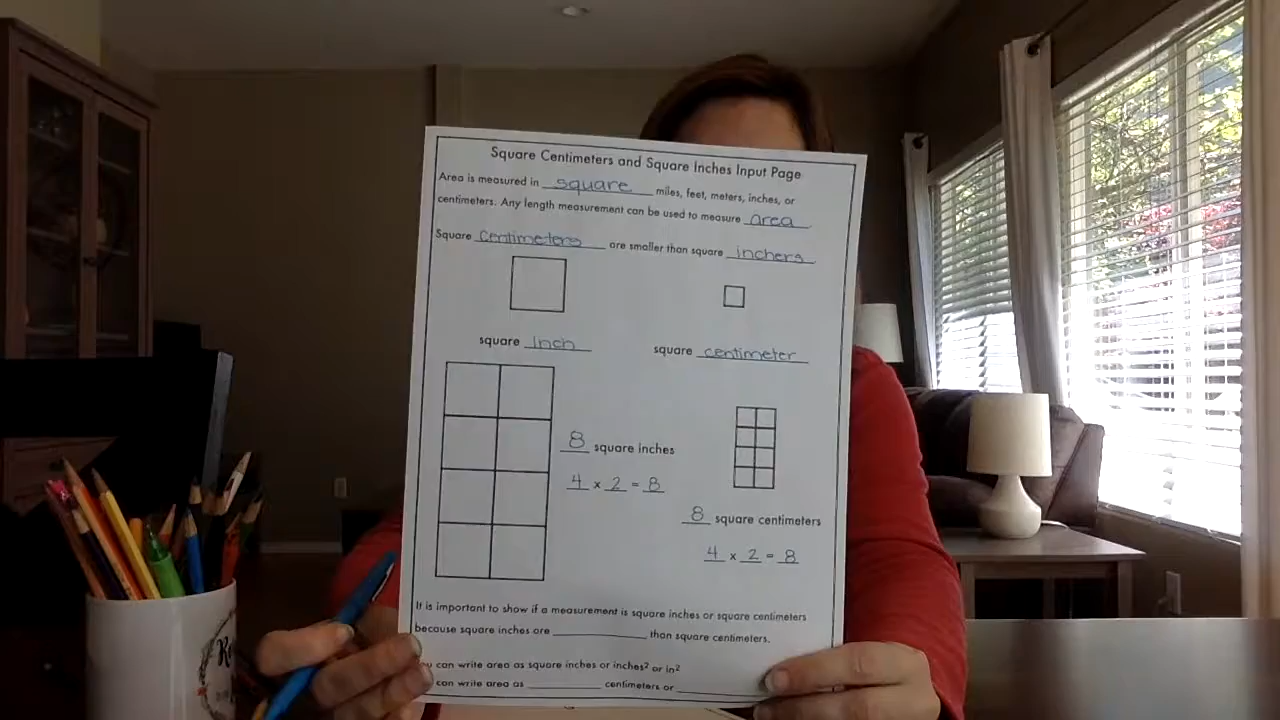 Square Centimeters and Square Inches Input Page
Area is measured in square miles, feet, meters, inches, or
centimeters. Any length measurement can be used to measure area
Square centimeters are smaller than square inchers
square inch
square centimeter
8 square inches
4 x 2 = 8
8 square centimeters
4 x 2 = 8
It is important to show if a measurement is square inches or square centimeters
because square inches are __________ than square centimeters.
can write area as square inches or inches² or in²
can write area as ________ centimeters or ________